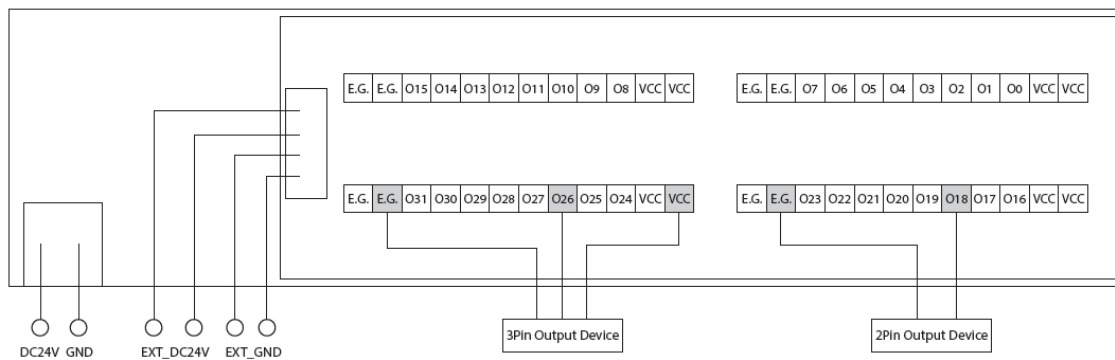 E.G. E.G. O15 O14 O13 O12 O11 O10 O9 O8 VCC VCC
E.G. E.G. O7 O6 O5 O4 O3 O2 O1 O0 VCC VCC
E.G. E.G. O31 O30 O29 O28 O27 O26 O25 O24 VCC VCC
E.G. E.G. O23 O22 O21 O20 O19 O18 O17 O16 VCC VCC
3Pin Output Device
2Pin Output Device
DC24V GND EXT_DC24V EXT_GND